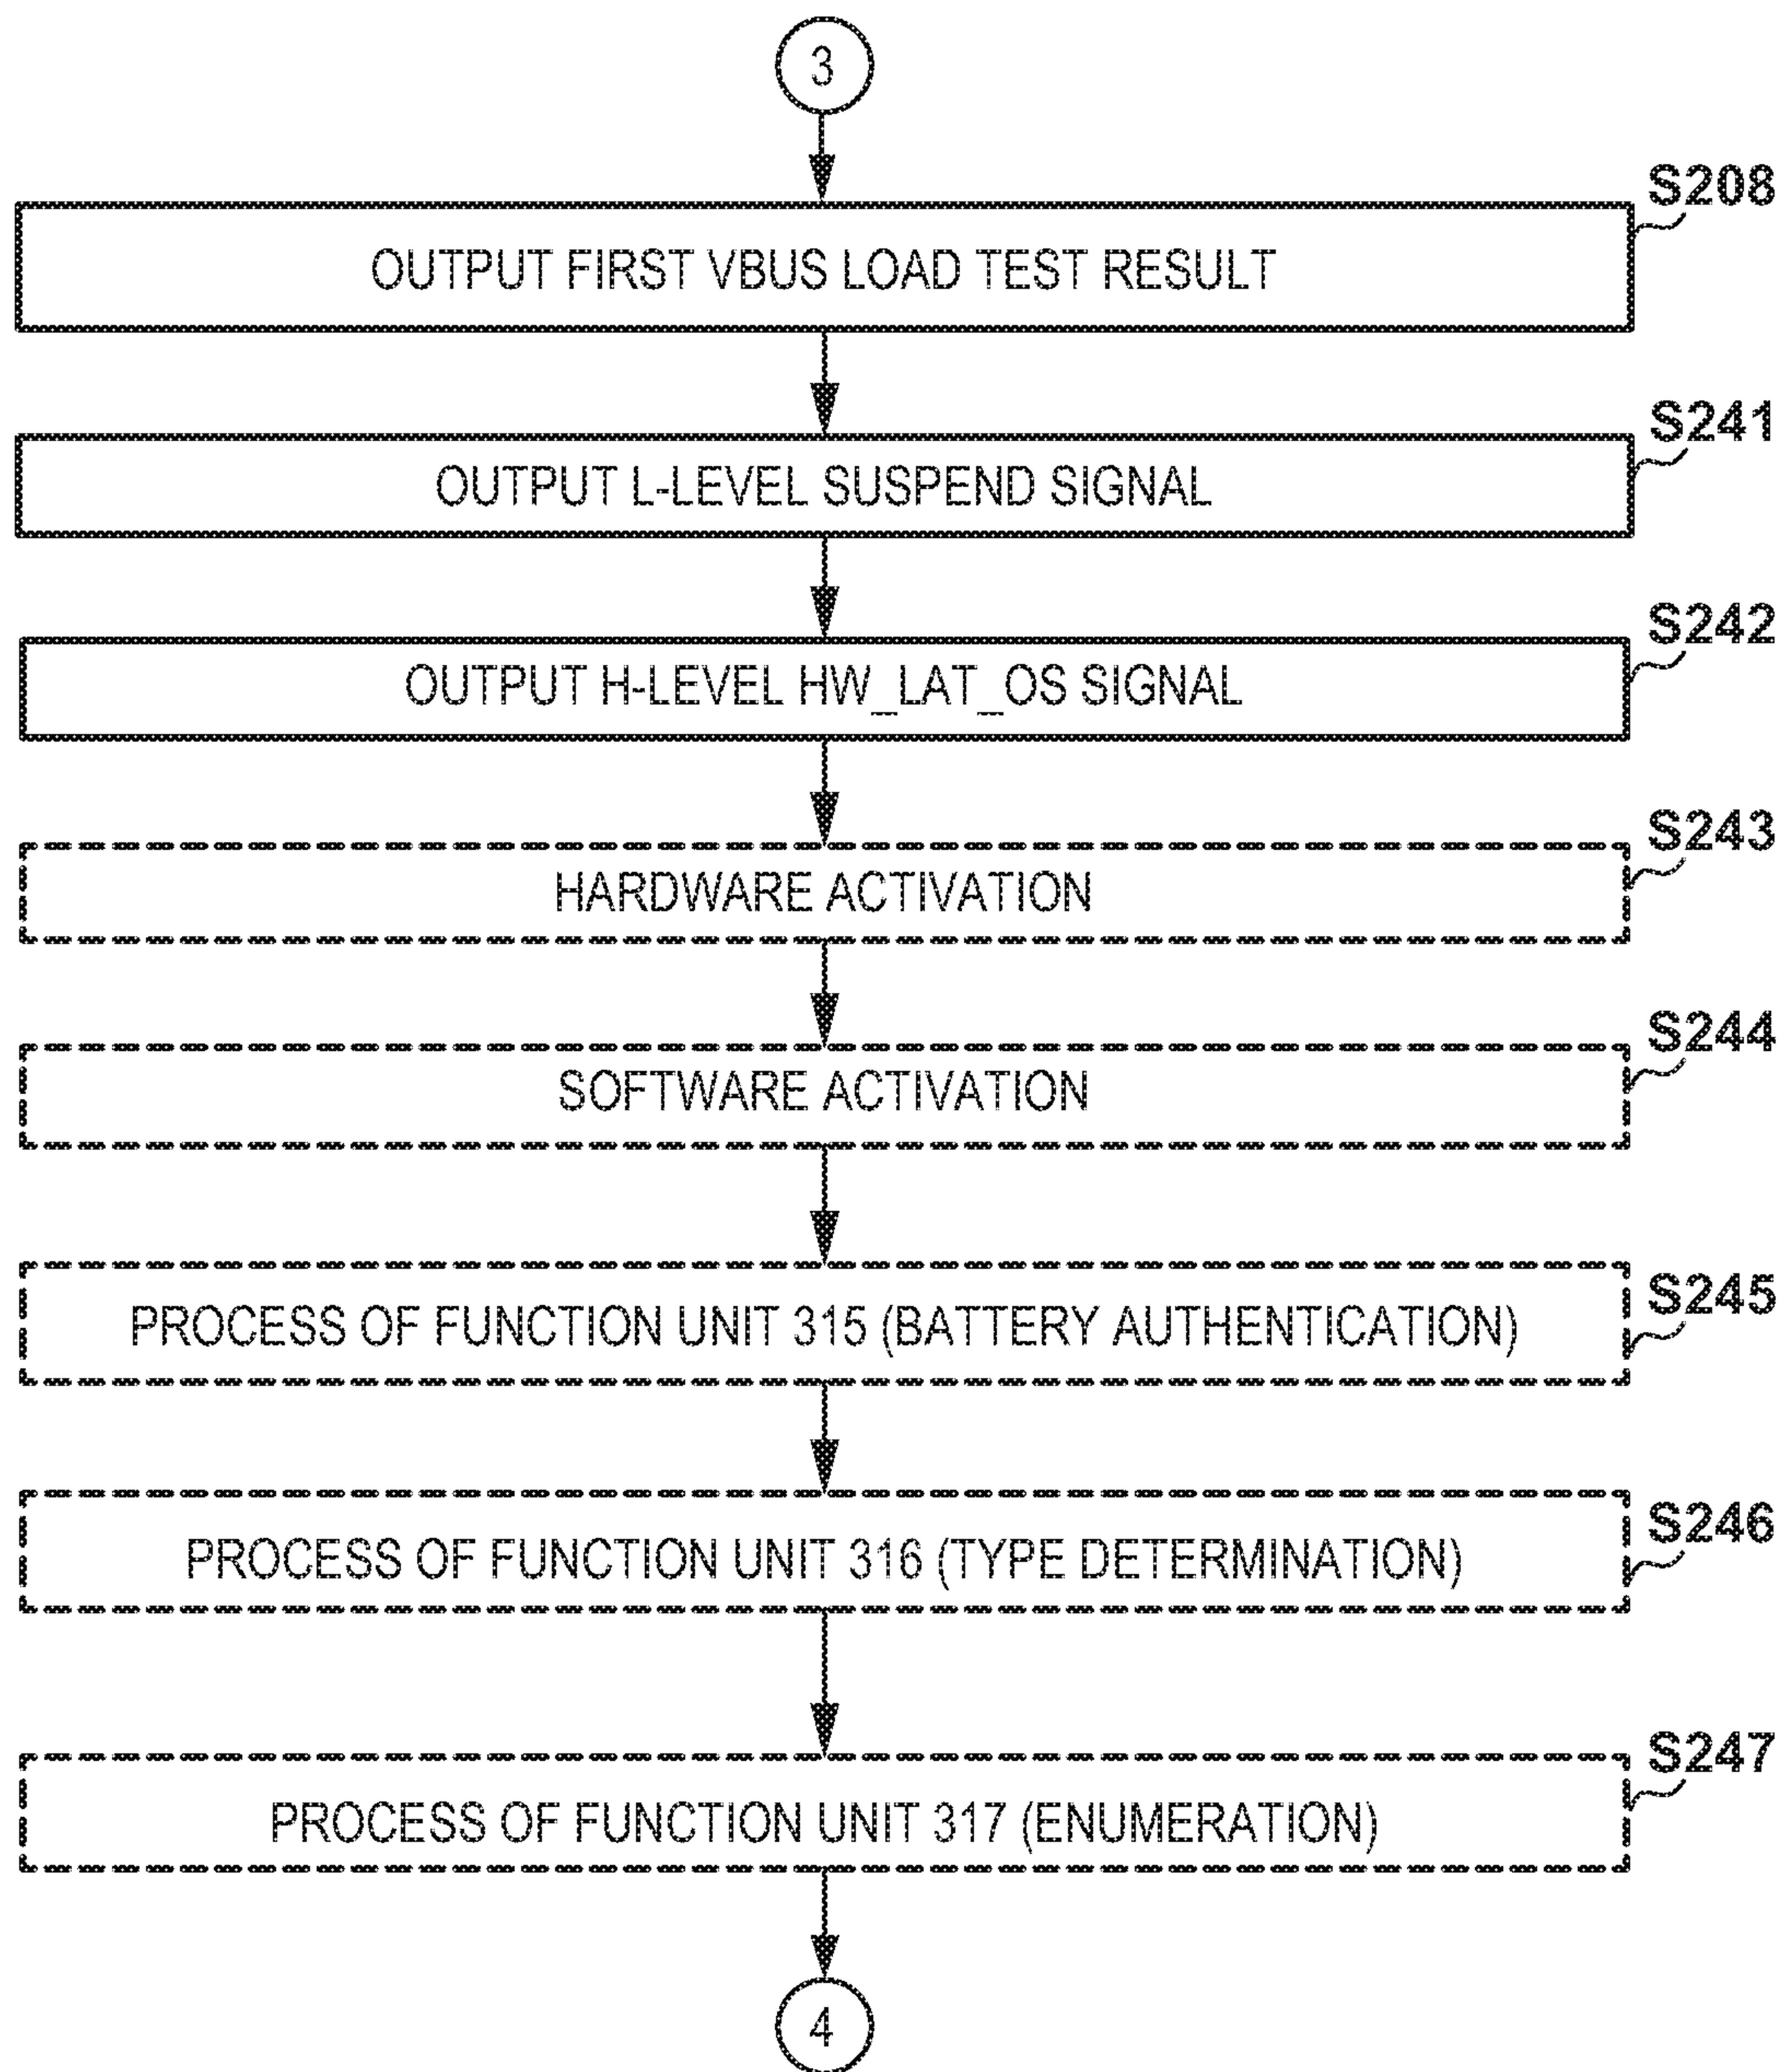 3
S208
OUTPUT FIRST VBUS LOAD TEST RESULT
S241
OUTPUT L-LEVEL SUSPEND SIGNAL
S242
OUTPUT H-LEVEL HW_LAT_OS SIGNAL
S243
HARDWARE ACTIVATION
S244
SOFTWARE ACTIVATION
S245
PROCESS OF FUNCTION UNIT 315 (BATTERY AUTHENTICATION)
S246
PROCESS OF FUNCTION UNIT 316 (TYPE DETERMINATION)
S247
PROCESS OF FUNCTION UNIT 317 (ENUMERATION)
4